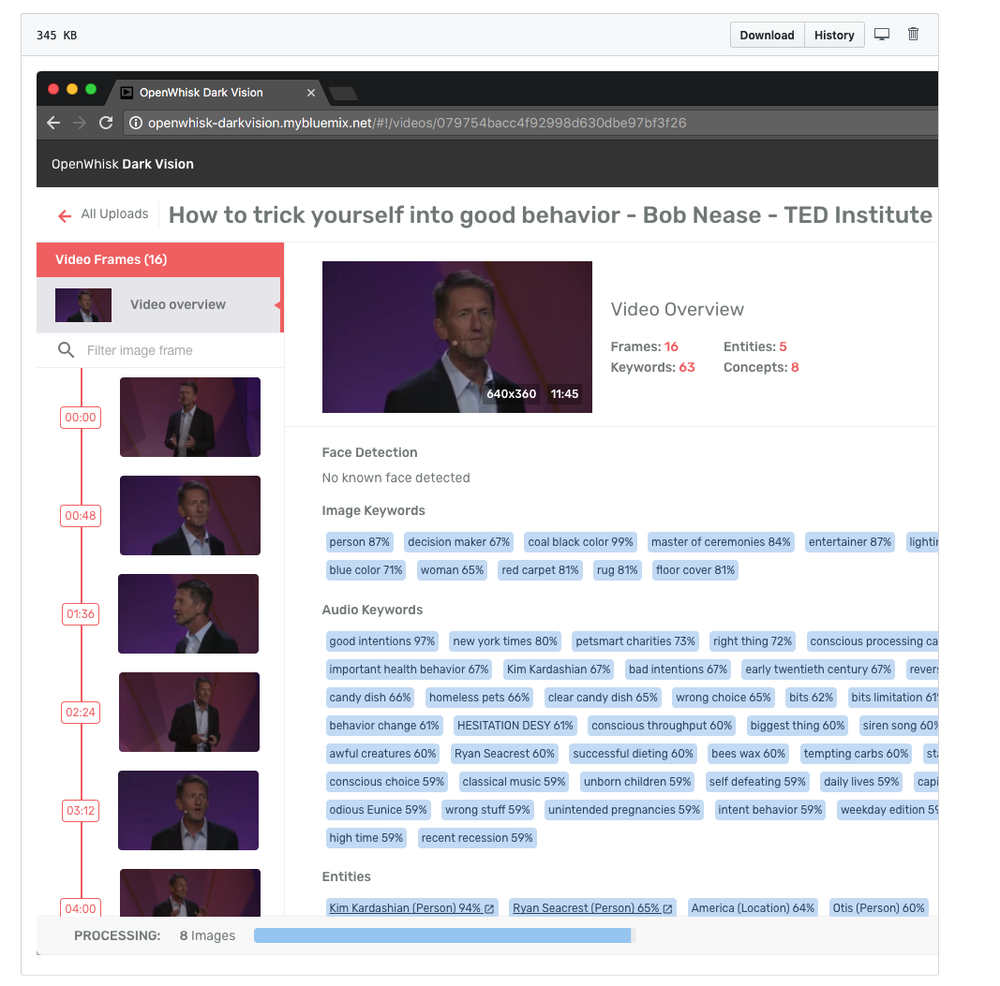 345 KB Download History
OpenWhisk Dark Vision
openwhisk-darkvision.mybluemix.net/#!/videos/079754bacc4f92998d630dbe97bf3f26
OpenWhisk Dark Vision
All Uploads How to trick yourself into good behavior - Bob Nease - TED Institute
Video Frames (16)
Video overview
Filter image frame
00:00
00:48
01:36
02:24
03:12
04:00
640x360 11:45
Video Overview
Frames: 16 Entities: 5
Keywords: 63 Concepts: 8
Face Detection
No known face detected
Image Keywords
person 87% decision maker 67% coal black color 99% master of ceremonies 84% entertainer 87%
blue color 71% woman 65% red carpet 81% rug 81% floor cover 81%
Audio Keywords
good intentions 97% new york times 80% petsmart charities 73% right thing 72% conscious processing ca
important health behavior 67% Kim Kardashian 67% bad intentions 67% early twentieth century 67% revers
candy dish 66% homeless pets 66% clear candy dish 65% wrong choice 65% bits 62% bits limitation 61%
behavior change 61% HESITATION DESY 61% conscious throughput 60% biggest thing 60% siren song 60%
awful creatures 60% Ryan Seacrest 60% successful dieting 60% bees wax 60% tempting carbs 60%
conscious choice 59% classical music 59% unborn children 59% self defeating 59% daily lives 59% capi
odious Eunice 59% wrong stuff 59% unintended pregnancies 59% intent behavior 59% weekday edition 59
high time 59% recent recession 59%
Entities
Kim Kardashian (Person) 94% Ryan Seacrest (Person) 65% America (Location) 64% Otis (Person) 60%
PROCESSING: 8 Images